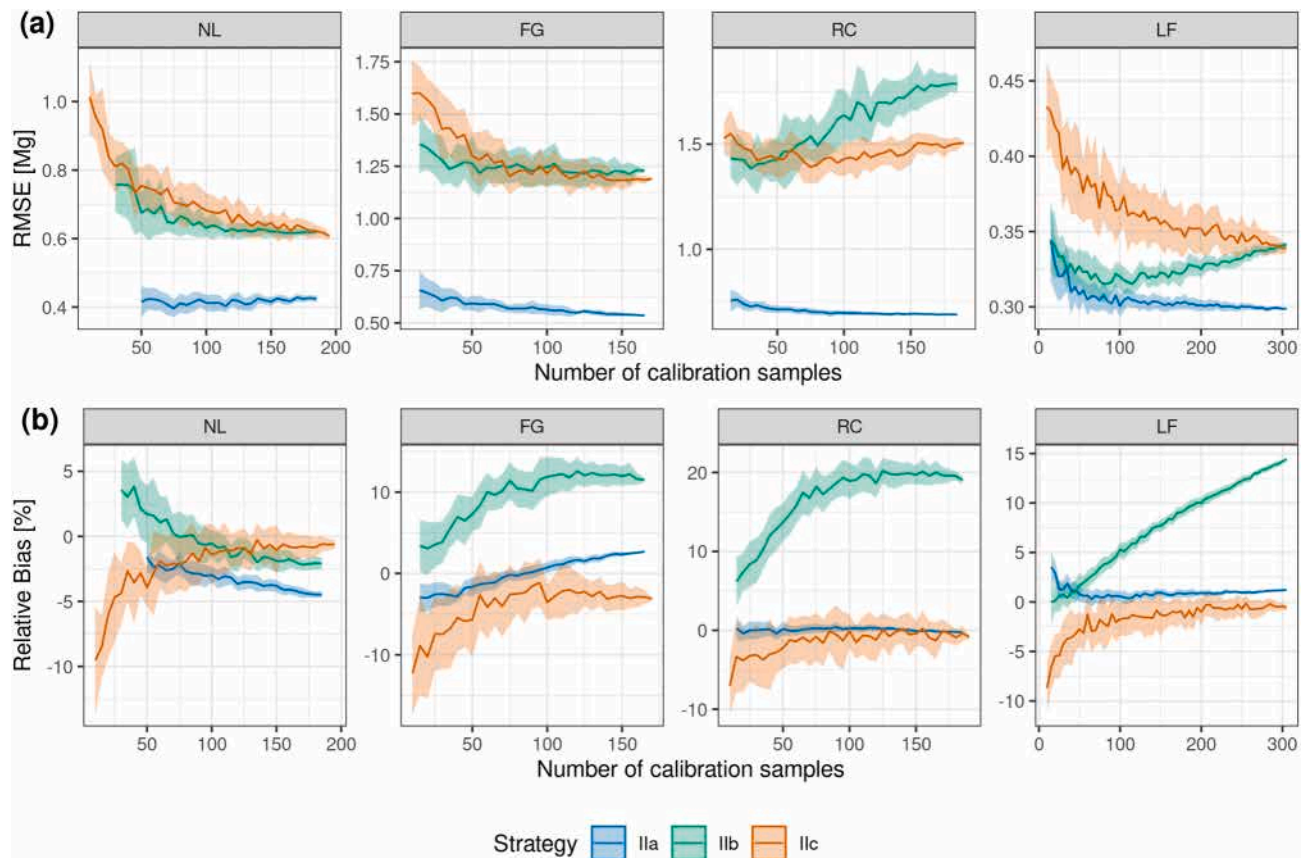 (a)
NL
FG
RC
LF
RMSE [Mg]
1.0
0.8
0.6
0.4
1.75
1.50
1.25
1.00
0.75
0.50
1.5
1.0
0.45
0.40
0.35
0.30
50 100 150 200
50 100 150
50 100 150
0 100 200 300
Number of calibration samples
(b)
NL
FG
RC
LF
Relative Bias [%]
5
0
-5
-10
10
0
-10
20
10
0
-10
15
10
5
0
-5
-10
50 100 150 200
50 100 150
50 100 150
0 100 200 300
Number of calibration samples
Strategy IIa IIb IIc